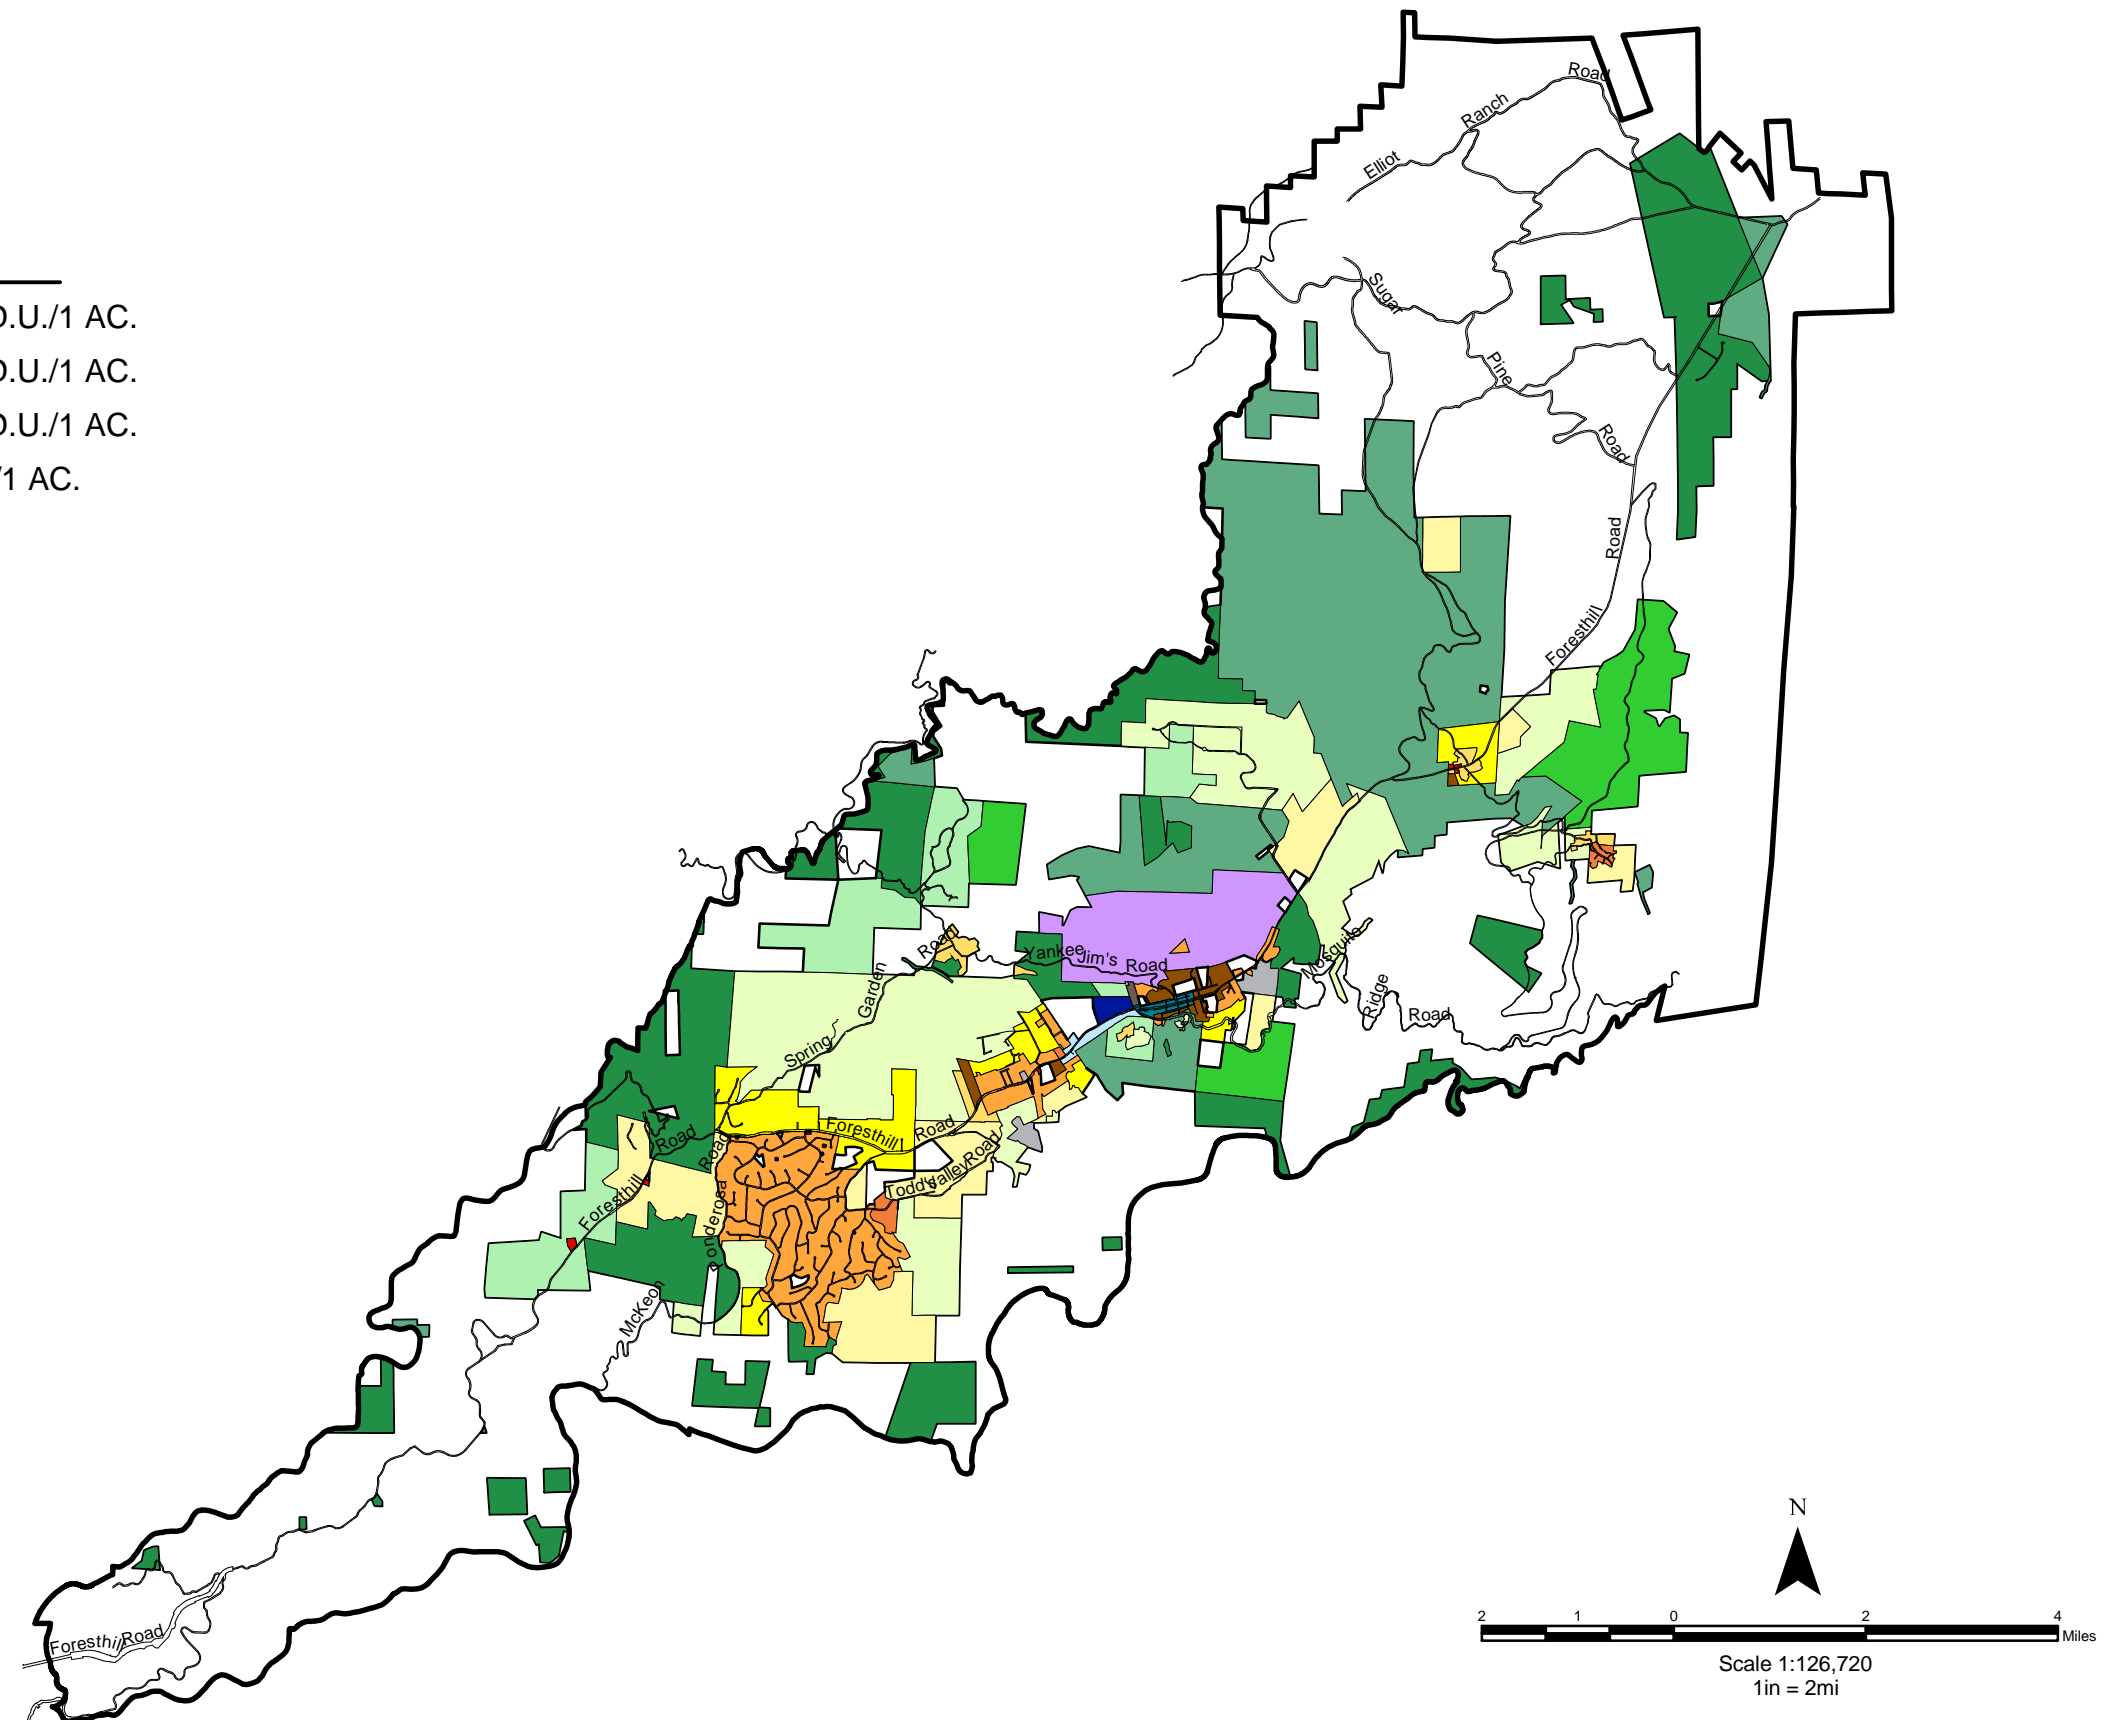 Road
Ranch
Elliot
Sugar
D.U./1 AC.
D.U./1 AC.
D.U./1 AC.
/1 AC.
Pine
Road
Road
Foresthill
Mosquito
Ridge
Road
Yankee Jim's Road
Road
Garden
Spring
Foresthill Road
Todd's Valley Road
Road
Road
Foresthill
Ponderosa
McKeon
Foresthill Road
N
2 1 0 2 4
Miles
Scale 1:126,720
1in = 2mi